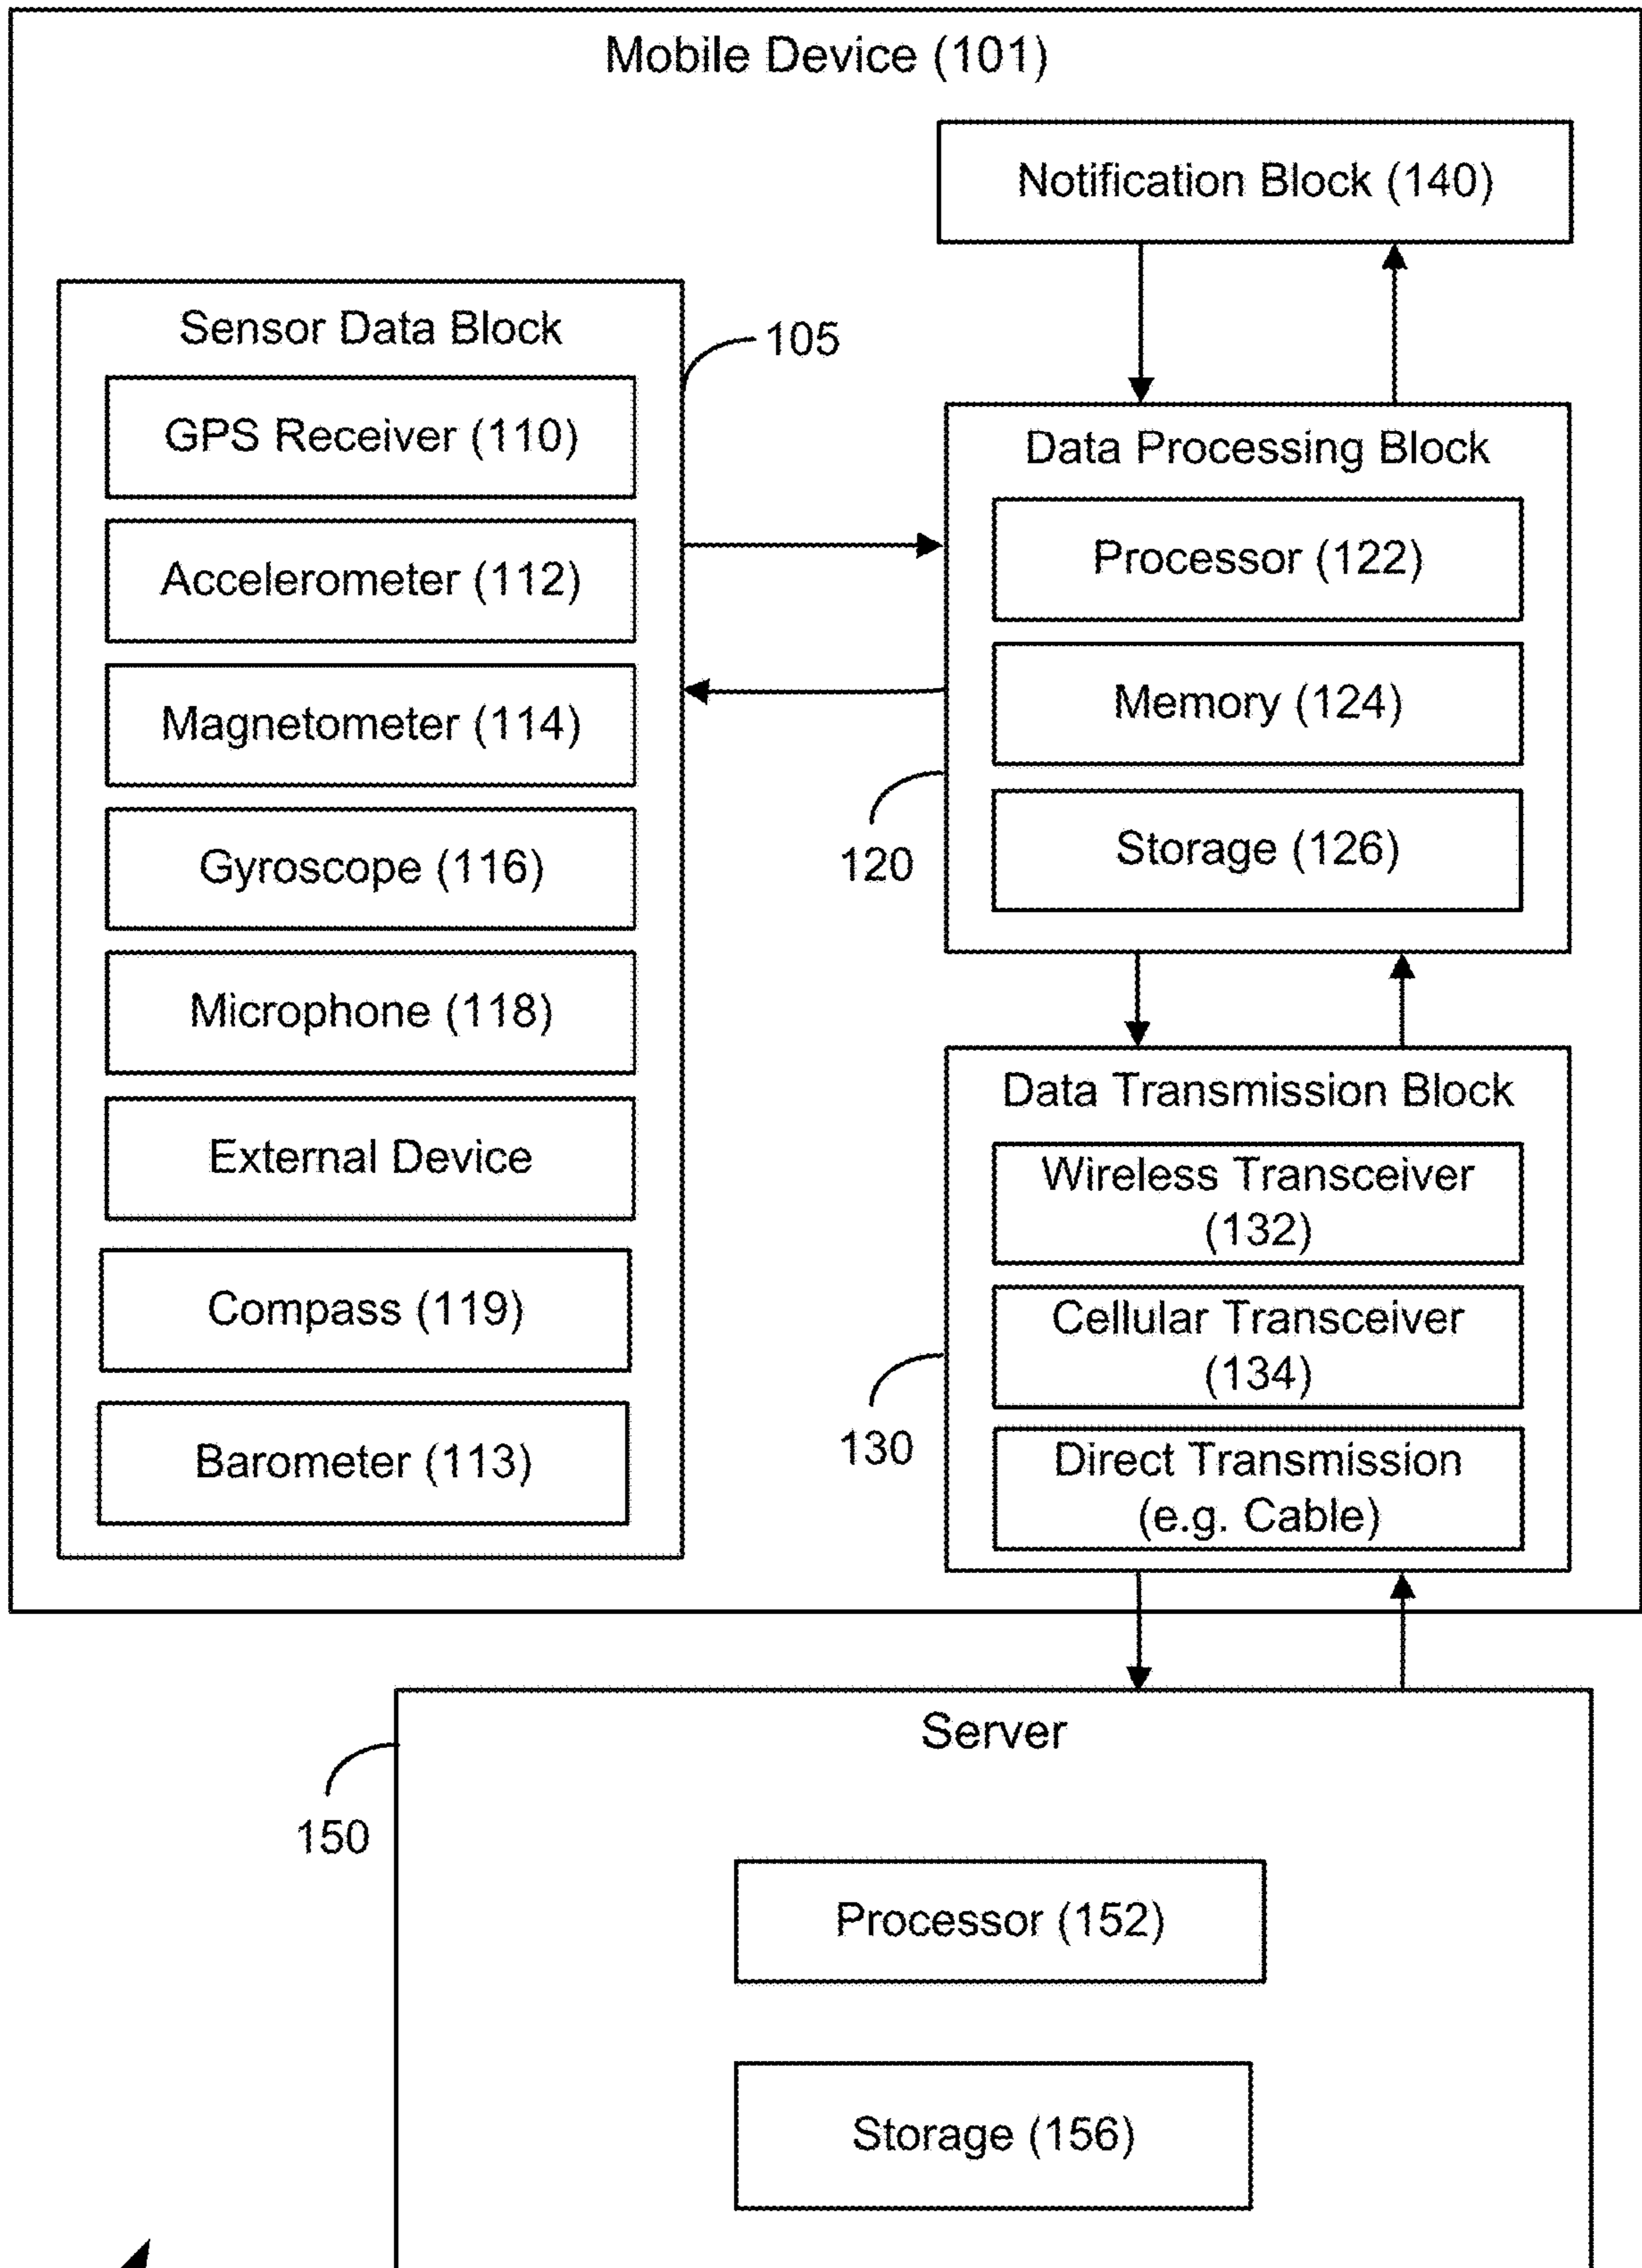 Mobile Device (101)
Notification Block (140)
Sensor Data Block
105
GPS Receiver (110)
Accelerometer (112)
Magnetometer (114)
Gyroscope (116)
Microphone (118)
External Device
Compass (119)
Barometer (113)
Data Processing Block
Processor (122)
Memory (124)
Storage (126)
120
Data Transmission Block
Wireless Transceiver
(132)
Cellular Transceiver
(134)
Direct Transmission
(e.g. Cable)
130
Server
150
Processor (152)
Storage (156)